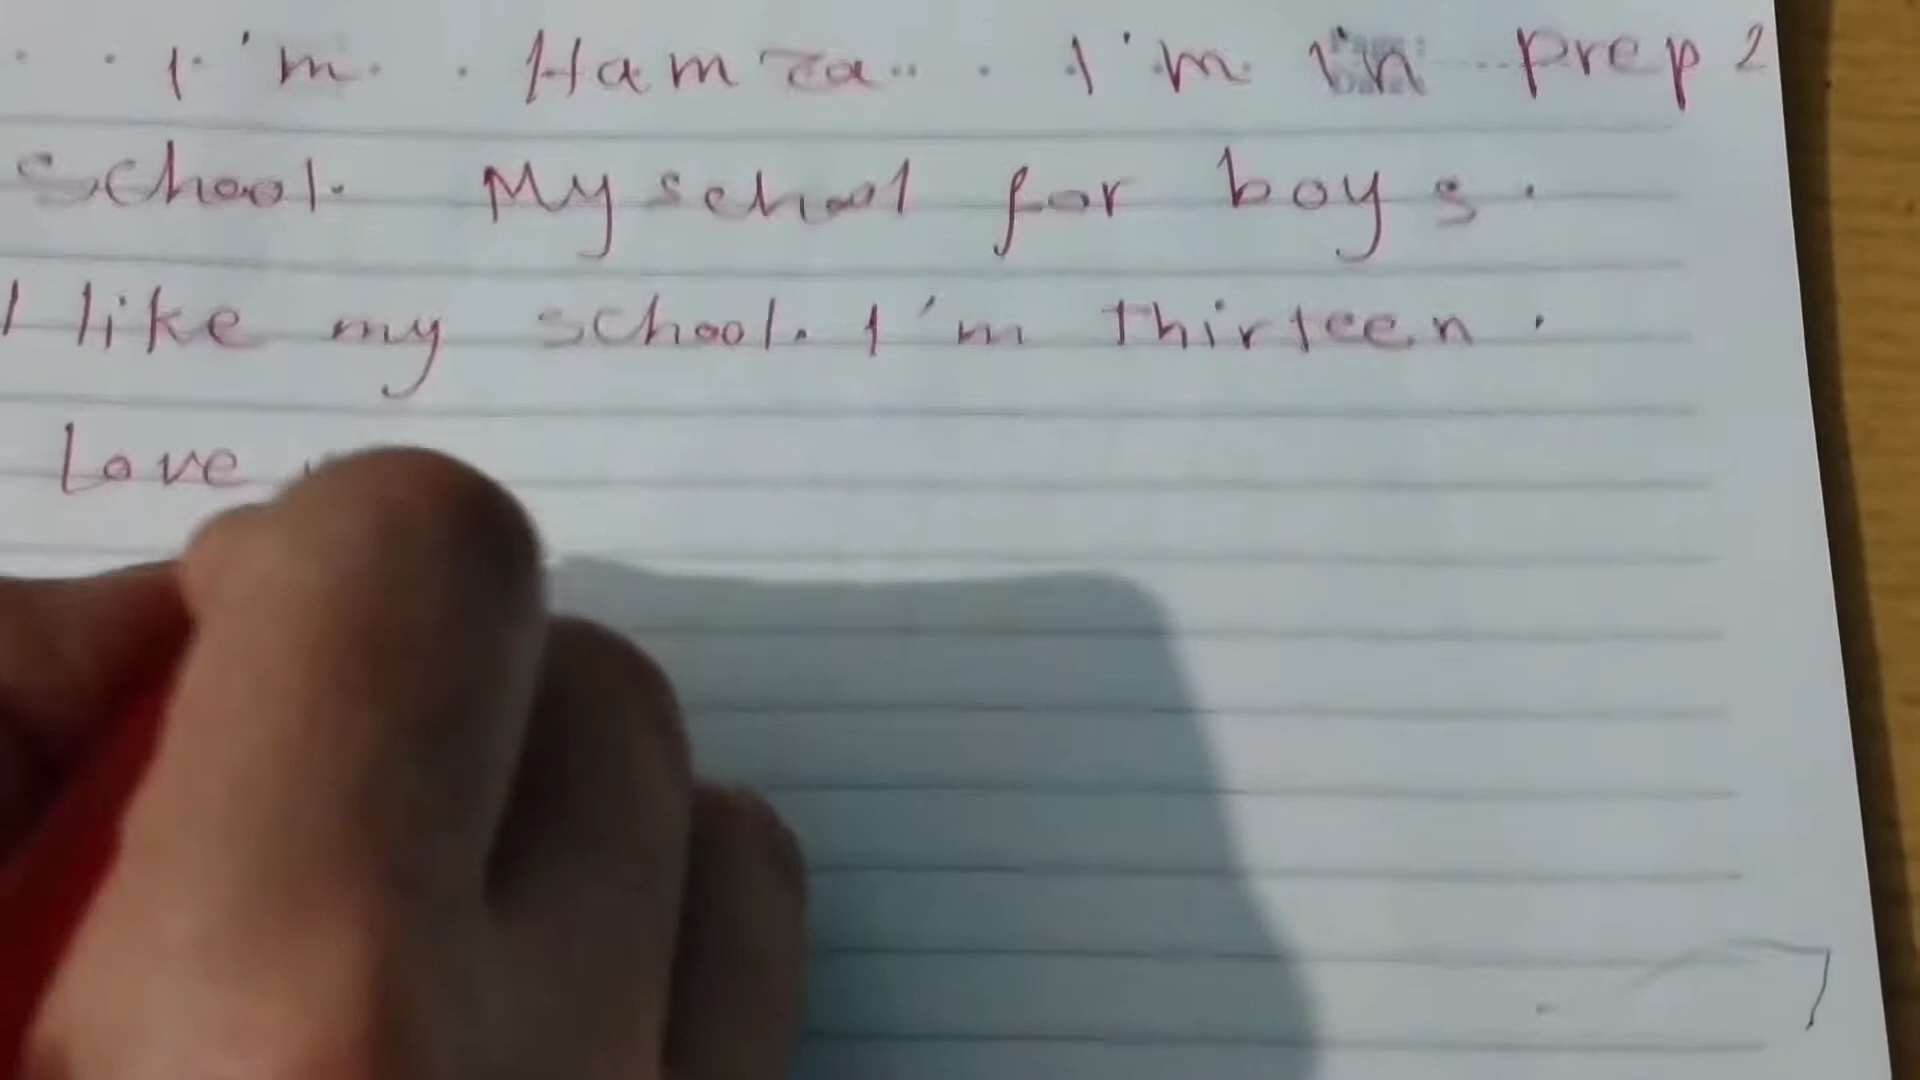 I'm Hamza. I'm in prep 2
school. My school for boys.
I like my school. I'm thirteen.
Love